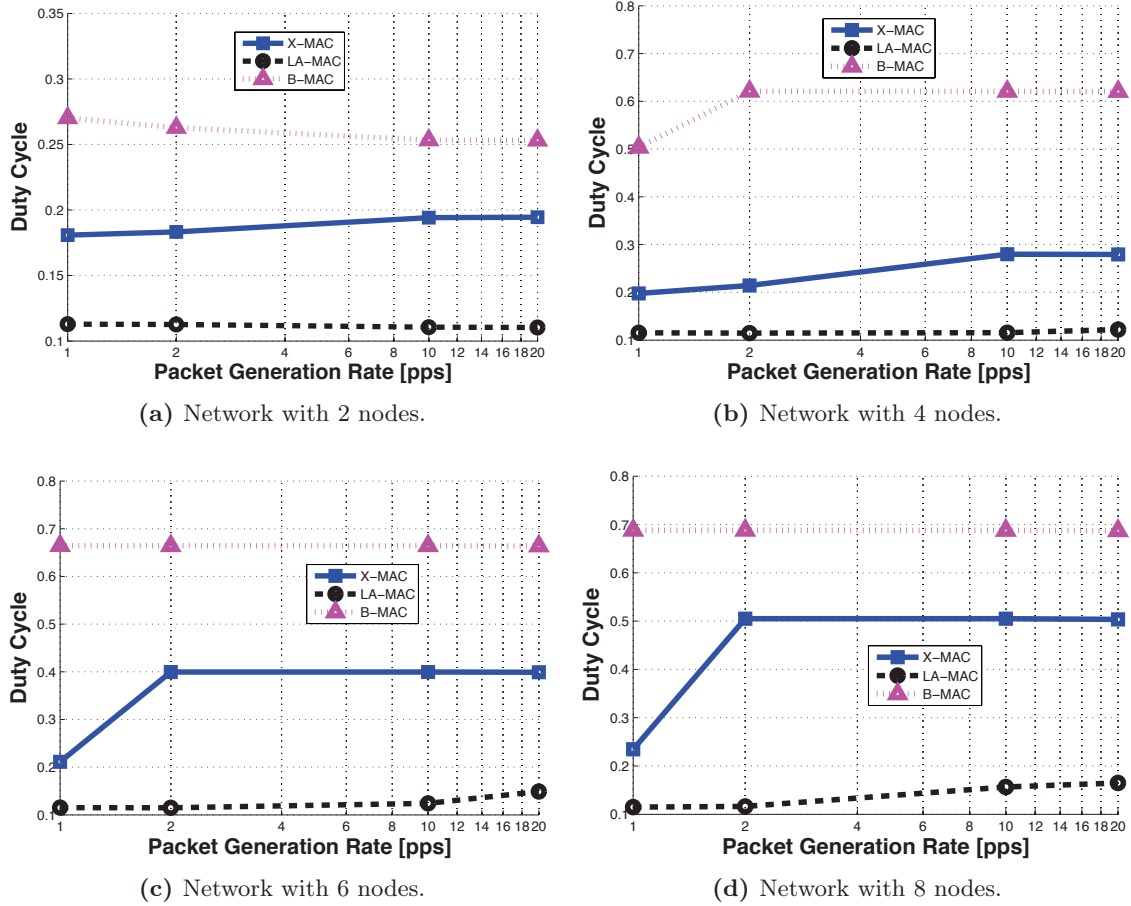 0.35
0.3
0.25
0.2
0.15
0.1
Duty Cycle
X-MAC
LA-MAC
B-MAC
1 2 4 6 8 10 12 14 16 18 20
Packet Generation Rate [pps]
(a) Network with 2 nodes.
0.8
0.7
0.6
0.5
0.4
0.3
0.2
0.1
Duty Cycle
X-MAC
LA-MAC
B-MAC
1 2 4 6 8 10 12 14 16 18 20
Packet Generation Rate [pps]
(b) Network with 4 nodes.
0.8
0.7
0.6
0.5
0.4
0.3
0.2
0.1
Duty Cycle
X-MAC
LA-MAC
B-MAC
1 2 4 6 8 10 12 14 16 18 20
Packet Generation Rate [pps]
(c) Network with 6 nodes.
0.8
0.7
0.6
0.5
0.4
0.3
0.2
0.1
Duty Cycle
X-MAC
LA-MAC
B-MAC
1 2 4 6 8 10 12 14 16 18 20
Packet Generation Rate [pps]
(d) Network with 8 nodes.